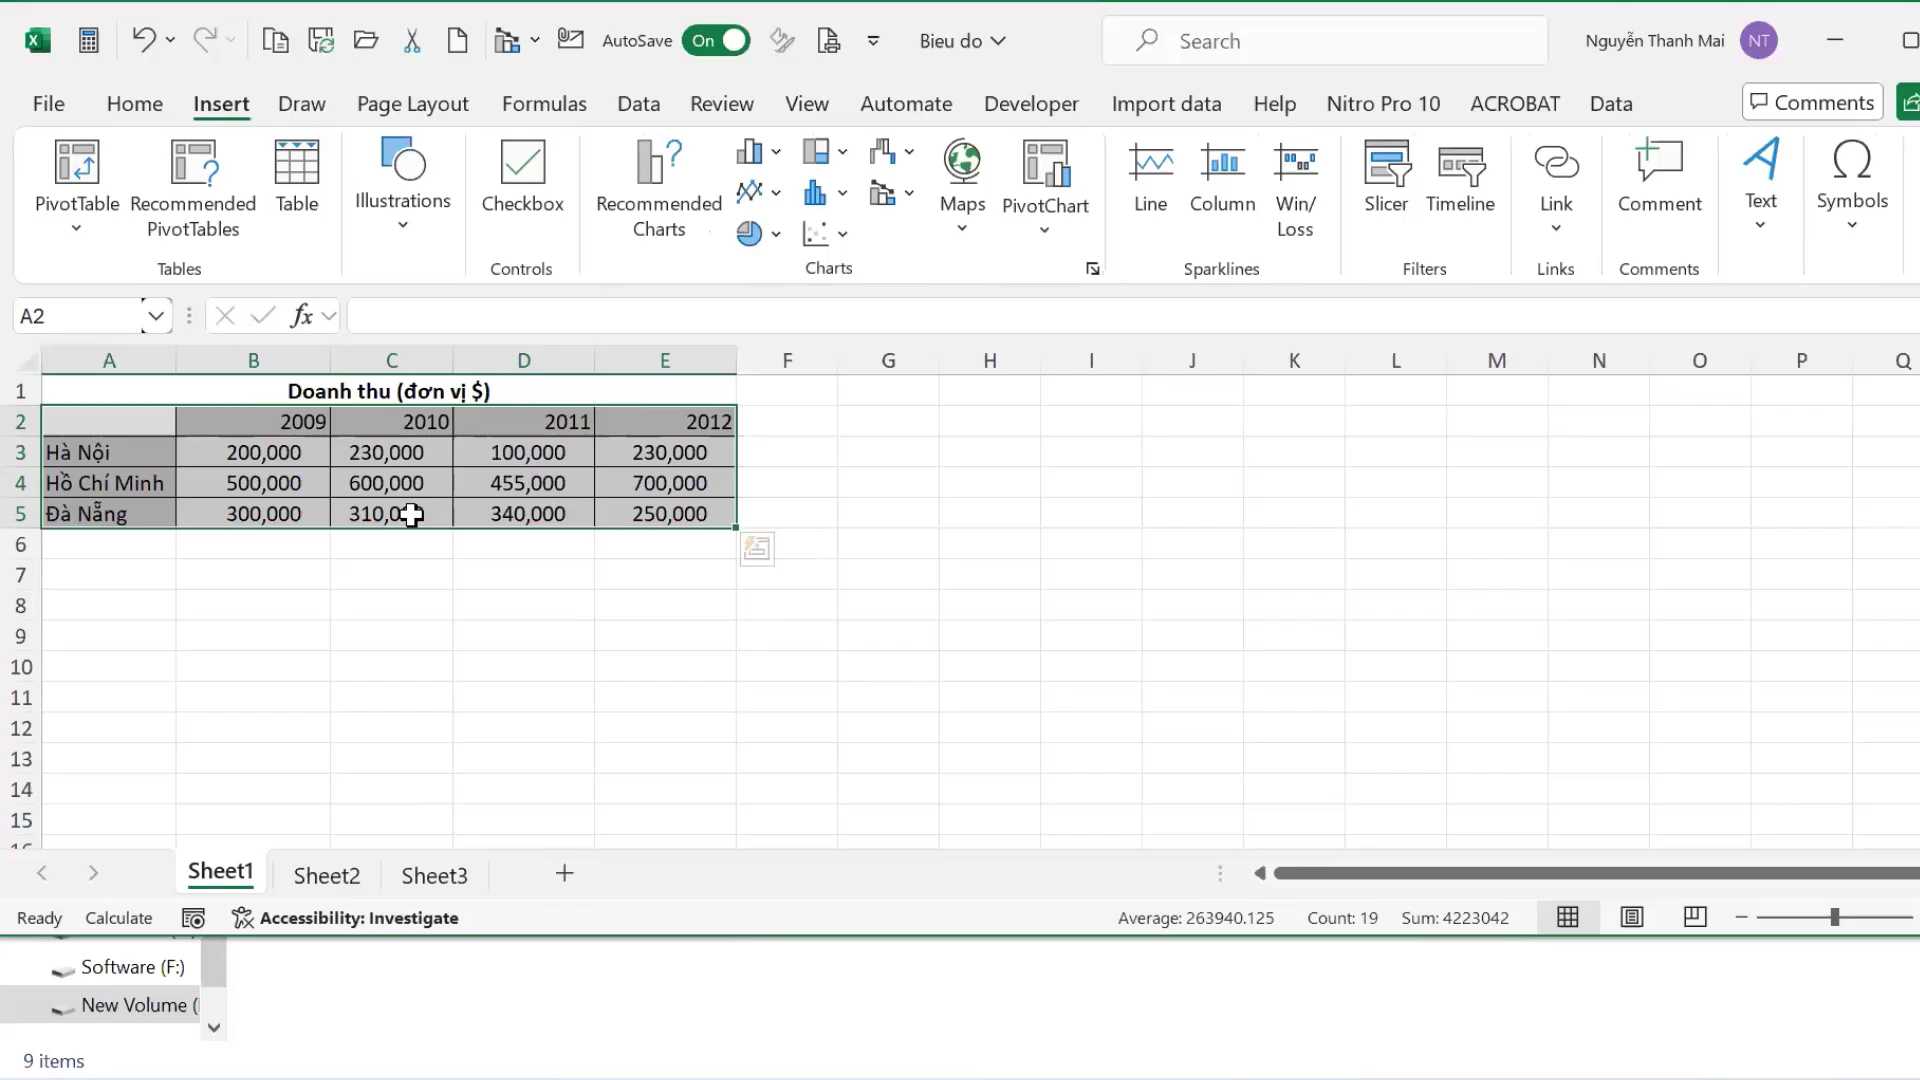 AutoSave On Bieu do Search Nguyễn Thanh Mai NT
File Home Insert Draw Page Layout Formulas Data Review View Automate Developer Import data Help Nitro Pro 10 ACROBAT Data Comments
PivotTable Recommended PivotTables Table Illustrations Checkbox Recommended Charts Maps PivotChart Line Column Win/Loss Slicer Timeline Link Comment Text Symbols
Tables Controls Charts Sparklines Filters Links Comments
A2 fx
A B C D E F G H I J K L M N O P Q
1 Doanh thu (đơn vị $)
2 2009 2010 2011 2012
3 Hà Nội 200,000 230,000 100,000 230,000
4 Hồ Chí Minh 500,000 600,000 455,000 700,000
5 Đà Nẵng 300,000 340,000 250,000
6
7
8
9
10
11
12
13
14
15
Sheet1 Sheet2 Sheet3
Ready Calculate Accessibility: Investigate Average: 263940.125 Count: 19 Sum: 4223042
Software (F:)
New Volume (
9 items